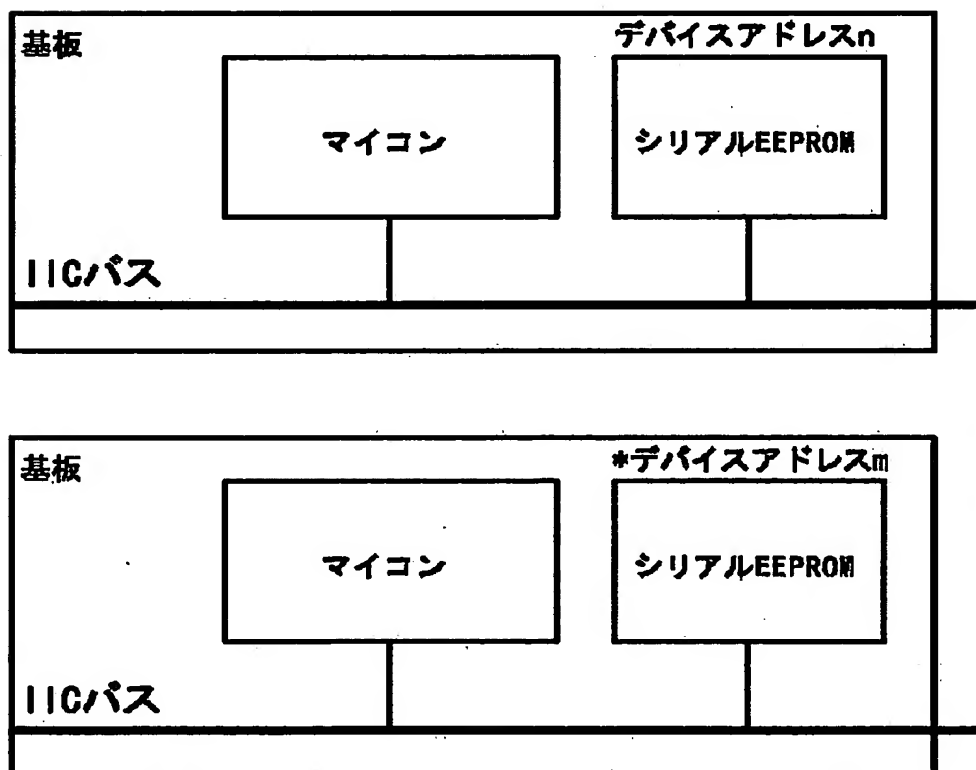 基板
デバイスアドレスn
マイコン
シリアルEEPROM
IICバス
基板
*デバイスアドレスm
マイコン
シリアルEEPROM
IICバス